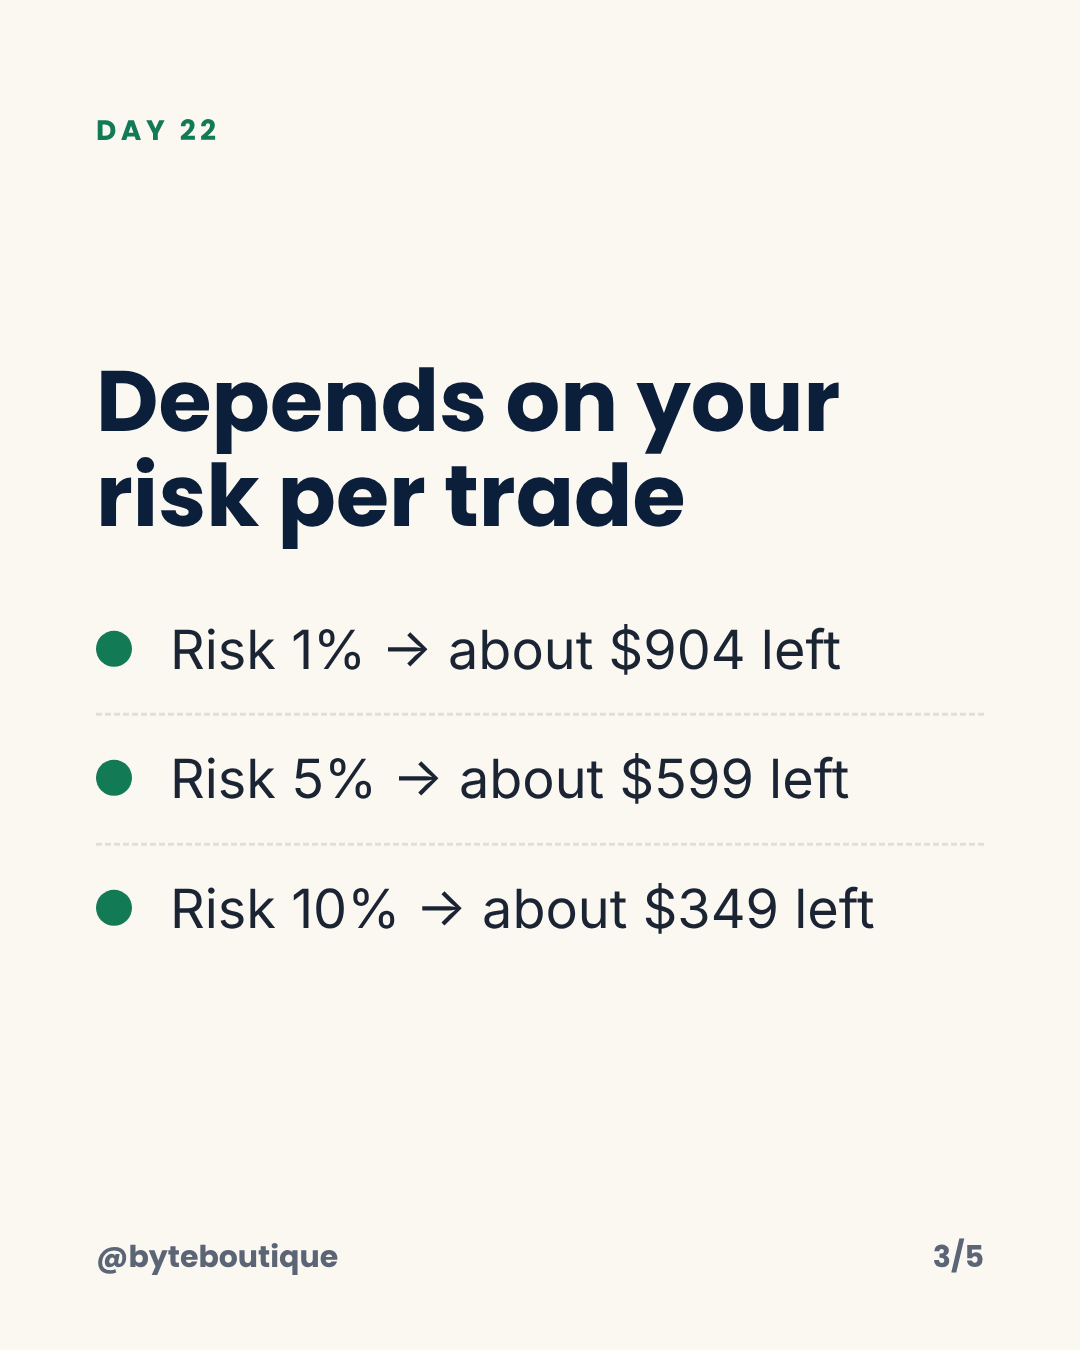 DAY 22
Depends on your
risk per trade
Risk 1% → about $904 left
Risk 5% → about $599 left
Risk 10% → about $349 left
@byteboutique
3/5